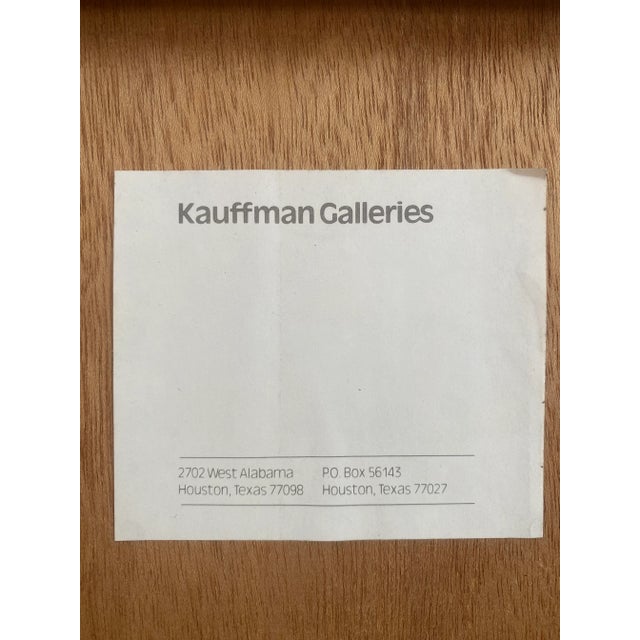 Kauffman Galleries
2702 West Alabama P.O. Box 56143
Houston, Texas 77098 Houston, Texas 77027